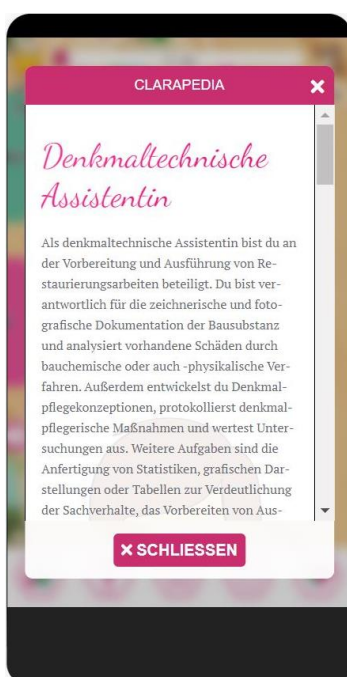 CLARAPEDIA ×
Denkmaltechnische
Assistentin
Als denkmaltechnische Assistentin bist du an
der Vorbereitung und Ausführung von Re-
staurierungsarbeiten beteiligt. Du bist ver-
antwortlich für die zeichnerische und foto-
grafische Dokumentation der Bausubstanz
und analysiert vorhandene Schäden durch
bauchemische oder auch -physikalische Ver-
fahren. Außerdem entwickelst du Denkmal-
pflegekonzeptionen, protokollierst denkmal-
pflegerische Maßnahmen und wertest Unter-
suchungen aus. Weitere Aufgaben sind die
Anfertigung von Statistiken, grafischen Dar-
stellungen oder Tabellen zur Verdeutlichung
der Sachverhalte, das Vorbereiten von Aus-
× SCHLIESSEN